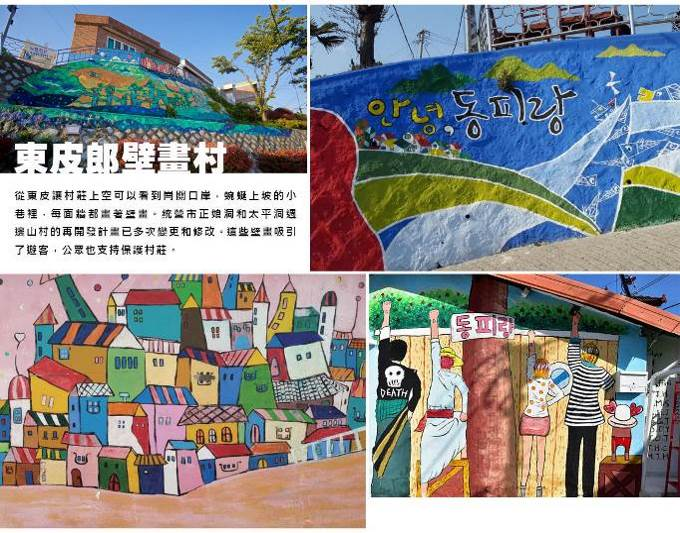 안녕, 동피랑
東皮郎壁畫村
從東皮讓村莊上空可以看到閘閘口岸，蜿蜒上坡的小
巷裡，每面牆都畫著壁畫。統營市正娘洞和太平洞週
邊山村的再開發計畫已多次變更和修改。這些壁畫吸引
了遊客，公眾也支持保護村莊。
동피랑
DEATH